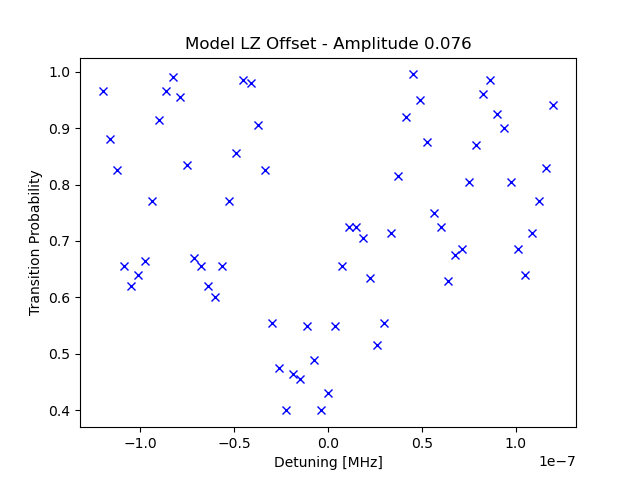 Model LZ Offset - Amplitude 0.076
1.0
0.9
0.8
0.7
0.6
0.5
0.4
Transition Probability
−1.0 −0.5 0.0 0.5 1.0
1e−7
Detuning [MHz]